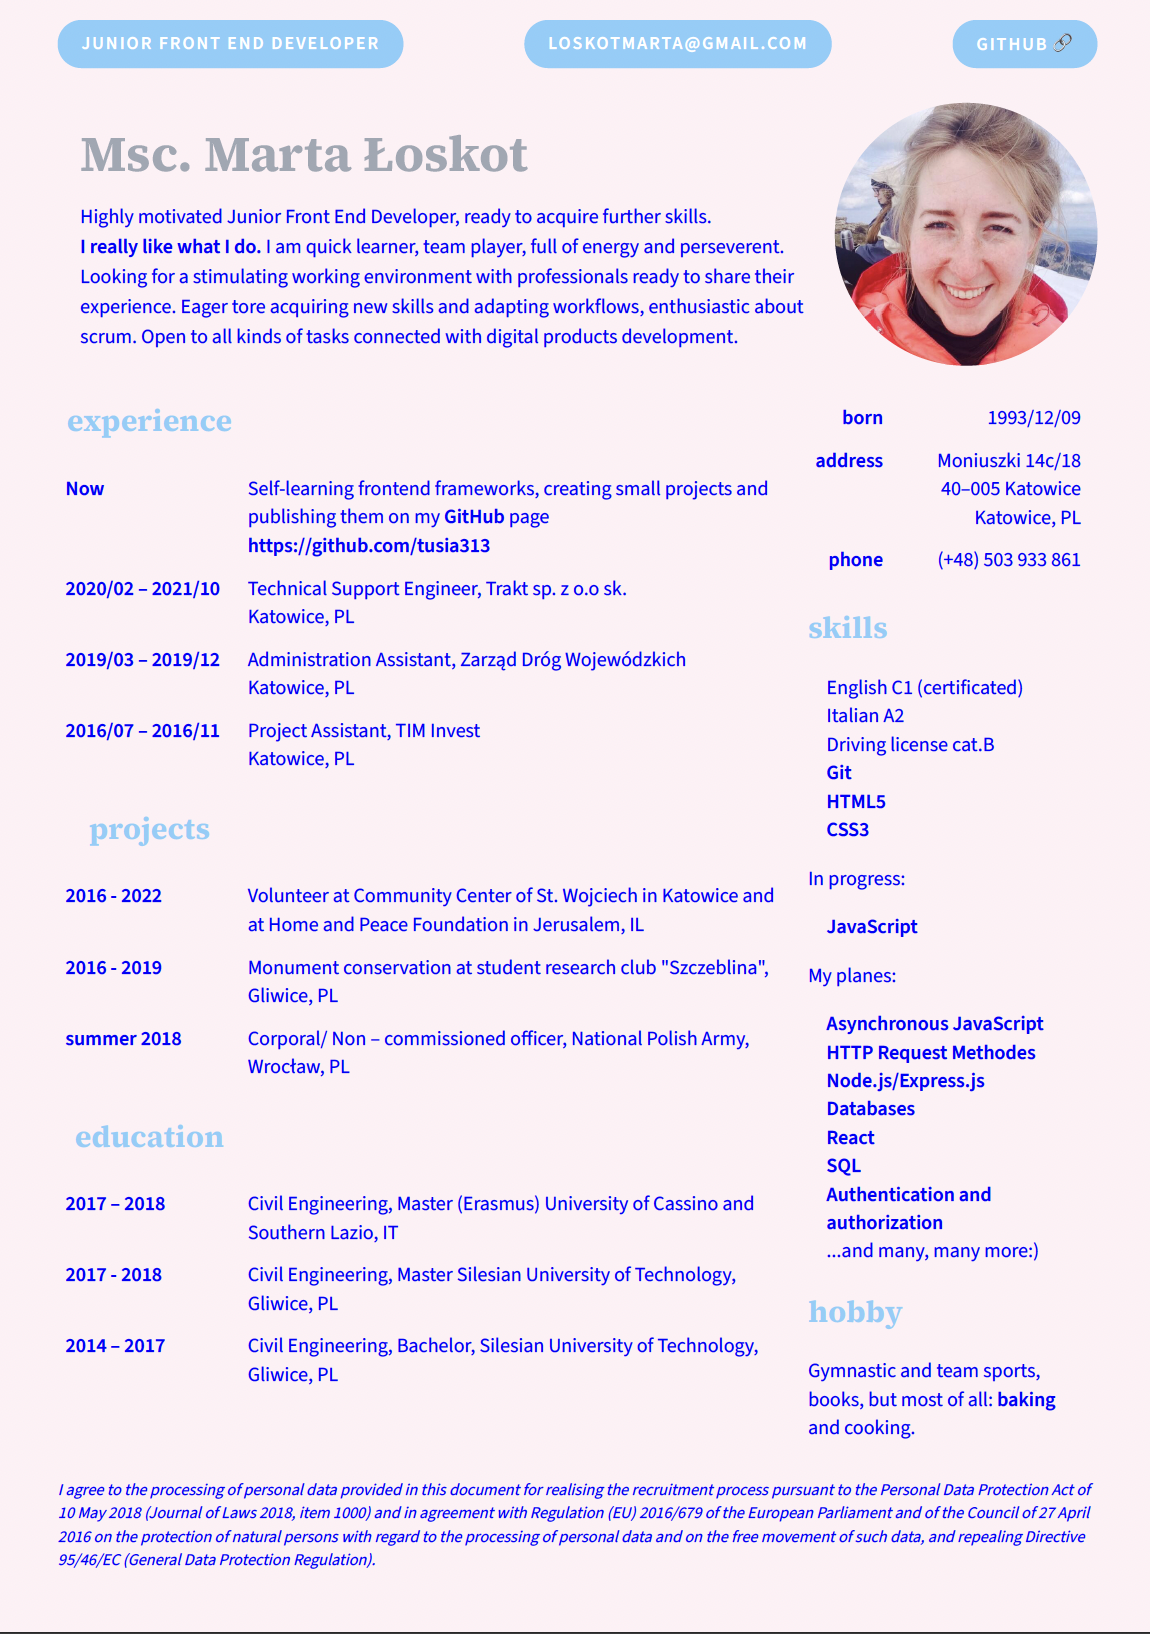 JUNIOR FRONT END DEVELOPER
LOSKOTMARTA@GMAIL.COM
GITHUB
Msc. Marta Łoskot
Highly motivated Junior Front End Developer, ready to acquire further skills.
I really like what I do. I am quick learner, team player, full of energy and perseverent.
Looking for a stimulating working environment with professionals ready to share their
experience. Eager tore acquiring new skills and adapting workflows, enthusiastic about
scrum. Open to all kinds of tasks connected with digital products development.
experience
Now
Self-learning frontend frameworks, creating small projects and
publishing them on my GitHub page
https://github.com/tusia313
2020/02 – 2021/10
Technical Support Engineer, Trakt sp. z o.o sk.
Katowice, PL
2019/03 – 2019/12
Administration Assistant, Zarząd Dróg Wojewódzkich
Katowice, PL
2016/07 – 2016/11
Project Assistant, TIM Invest
Katowice, PL
projects
2016 - 2022
Volunteer at Community Center of St. Wojciech in Katowice and
at Home and Peace Foundation in Jerusalem, IL
2016 - 2019
Monument conservation at student research club "Szczeblina",
Gliwice, PL
summer 2018
Corporal/ Non – commissioned officer, National Polish Army,
Wrocław, PL
education
2017 – 2018
Civil Engineering, Master (Erasmus) University of Cassino and
Southern Lazio, IT
2017 - 2018
Civil Engineering, Master Silesian University of Technology,
Gliwice, PL
2014 – 2017
Civil Engineering, Bachelor, Silesian University of Technology,
Gliwice, PL
born 1993/12/09
address Moniuszki 14c/18
40–005 Katowice
Katowice, PL
phone (+48) 503 933 861
skills
English C1 (certificated)
Italian A2
Driving license cat.B
Git
HTML5
CSS3
In progress:
JavaScript
My planes:
Asynchronous JavaScript
HTTP Request Methodes
Node.js/Express.js
Databases
React
SQL
Authentication and
authorization
...and many, many more:)
hobby
Gymnastic and team sports,
books, but most of all: baking
and cooking.
I agree to the processing of personal data provided in this document for realising the recruitment process pursuant to the Personal Data Protection Act of
10 May 2018 (Journal of Laws 2018, item 1000) and in agreement with Regulation (EU) 2016/679 of the European Parliament and of the Council of 27 April
2016 on the protection of natural persons with regard to the processing of personal data and on the free movement of such data, and repealing Directive
95/46/EC (General Data Protection Regulation).